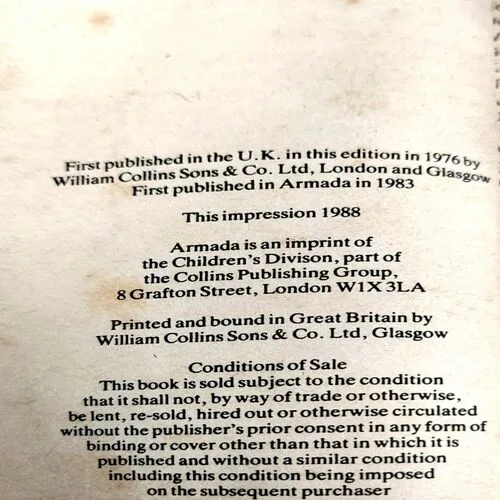 First published in the U.K. in this edition in 1976 by
William Collins Sons & Co. Ltd, London and Glasgow
First published in Armada in 1983
This impression 1988
Armada is an imprint of
the Children's Divison, part of
the Collins Publishing Group,
8 Grafton Street, London W1X 3LA
Printed and bound in Great Britain by
William Collins Sons & Co. Ltd, Glasgow
Conditions of Sale
This book is sold subject to the condition
that it shall not, by way of trade or otherwise,
be lent, re-sold, hired out or otherwise circulated
without the publisher's prior consent in any form of
binding or cover other than that in which it is
published and without a similar condition
including this condition being imposed
on the subsequent purchaser